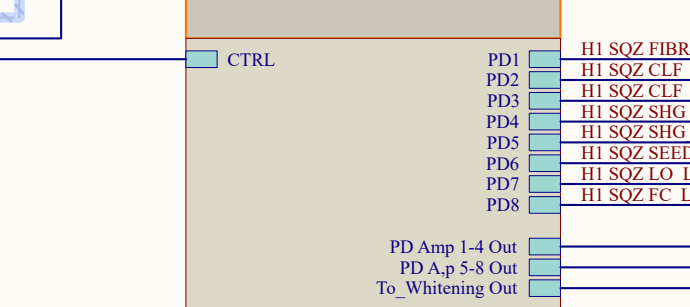 CTRL
PD1 H1 SQZ FIBR
PD2 H1 SQZ CLF
PD3 H1 SQZ CLF
PD4 H1 SQZ SHG
PD5 H1 SQZ SHG
PD6 H1 SQZ SEED
PD7 H1 SQZ LO_L
PD8 H1 SQZ FC_L
PD Amp 1-4 Out
PD A,p 5-8 Out
To_Whitening Out